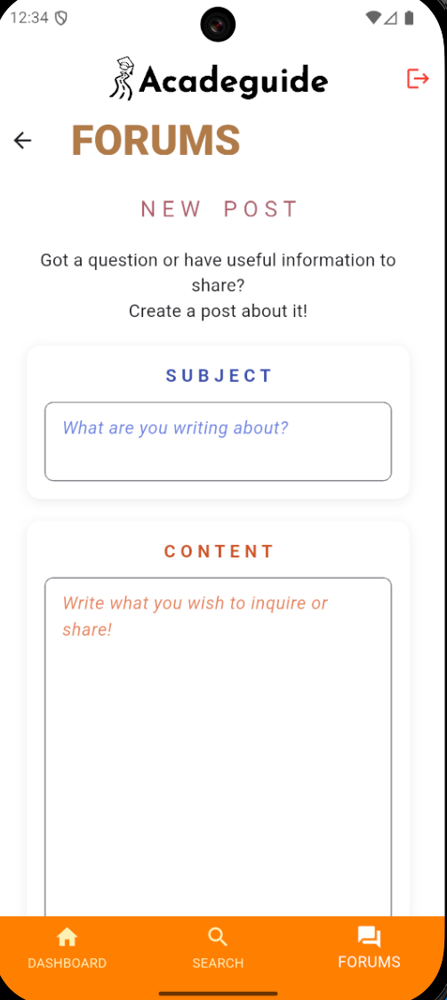 12:34
Acadeguide
FORUMS
NEW POST
Got a question or have useful information to
share?
Create a post about it!
SUBJECT
What are you writing about?
CONTENT
Write what you wish to inquire or
share!
DASHBOARD
SEARCH
FORUMS